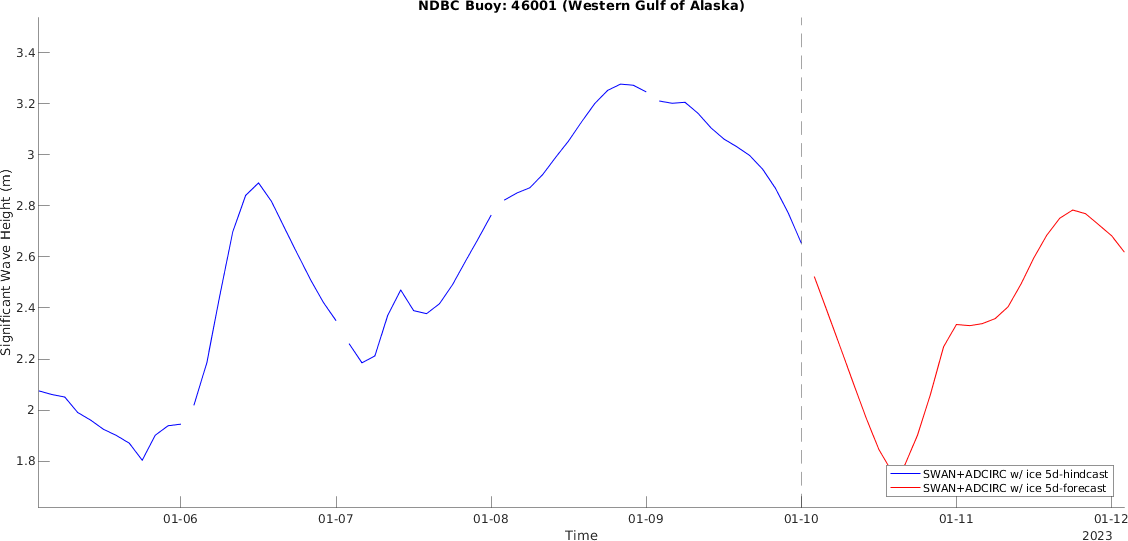 NDBC Buoy: 46001 (Western Gulf of Alaska)
Significant Wave Height (m)
3.4
3.2
3
2.8
2.6
2.4
2.2
2
1.8
SWAN+ADCIRC w/ ice 5d-hindcast
SWAN+ADCIRC w/ ice 5d-forecast
01-06 01-07 01-08 01-09 01-10 01-11 01-12
Time
2023